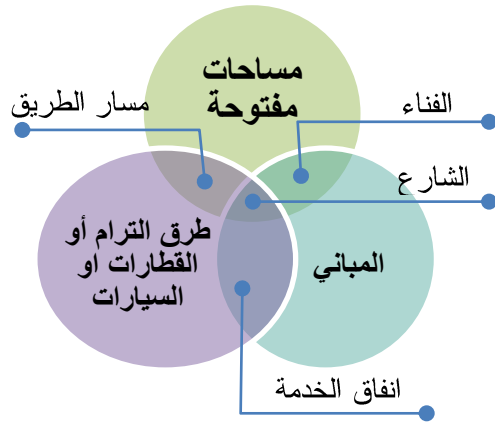 مساحات
مفتوحة
مسار الطريق
الفناء
الشارع
طرق الترام أو
القطارات او
السيارات
المباني
انفاق الخدمة